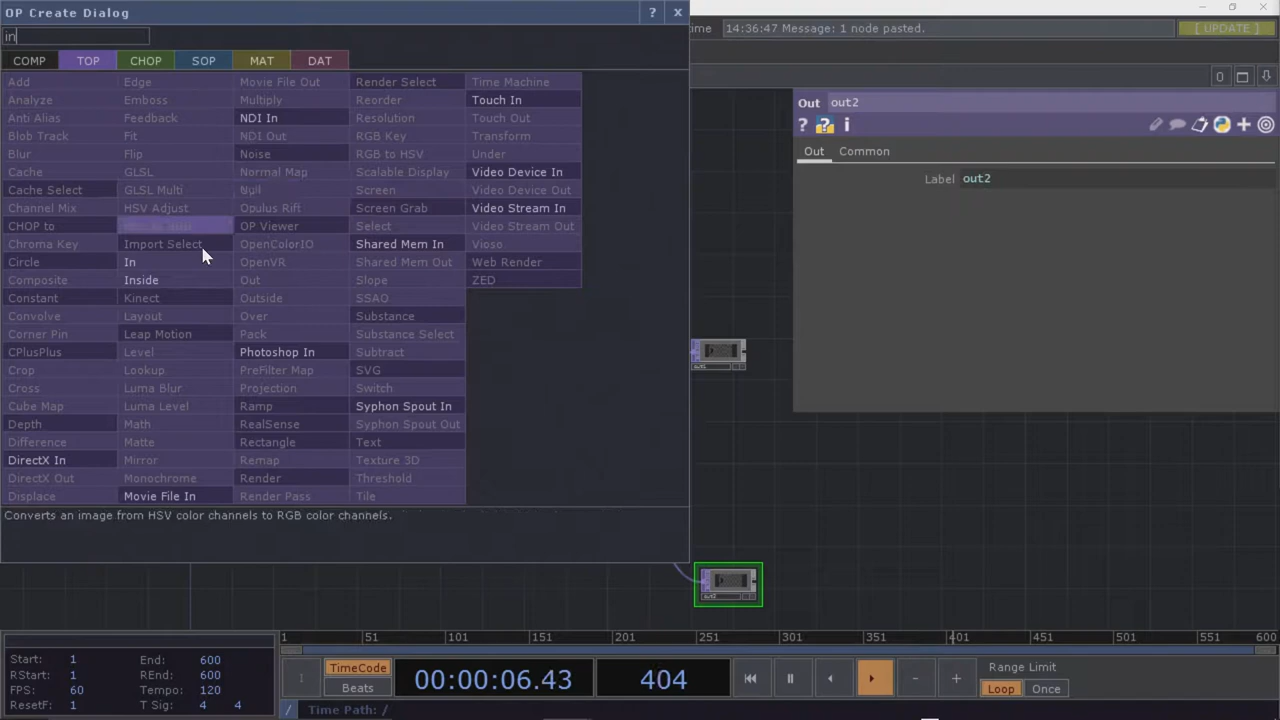 OP Create Dialog
? x
in
COMP TOP CHOP SOP MAT DAT
Add Edge Movie File Out Render Select Time Machine
Analyze Emboss Multiply Reorder Touch In
Anti Alias Feedback NDI In Resolution Touch Out
Blob Track Fit NDI Out RGB Key Transform
Blur Flip Noise RGB to HSV Under
Cache GLSL Normal Map Scalable Display Video Device In
Cache Select GLSL Multi Null Screen Video Device Out
Channel Mix HSV Adjust Opulus Rift Screen Grab Video Stream In
CHOP to OP Viewer Select Video Stream Out
Chroma Key Import Select OpenColorIO Shared Mem In Vioso
Circle In OpenVR Shared Mem Out Web Render
Composite Inside Out Slope ZED
Constant Kinect Outside SSAO
Convolve Layout Over Substance
Corner Pin Leap Motion Pack Substance Select
CPlusPlus Level Photoshop In Subtract
Crop Lookup PreFilter Map SVG
Cross Luma Blur Projection Switch
Cube Map Luma Level Ramp Syphon Spout In
Depth Math RealSense Syphon Spout Out
Difference Matte Rectangle Text
DirectX In Mirror Remap Texture 3D
DirectX Out Monochrome Render Threshold
Displace Movie File In Render Pass Tile
Converts an image from HSV color channels to RGB color channels.
ime 14:36:47 Message: 1 node pasted. [ UPDATE ]
0
Out out2
? ? i
Out Common
Label out2
1 51 101 151 201 251 301 351 401 451 501 551 600
Start: 1 End: 600
RStart: 1 REnd: 600
FPS: 60 Tempo: 120
ResetF: 1 T Sig: 4 4
1 TimeCode 00:00:06.43 404 - + Range Limit
Beats Loop Once
/ Time Path: /